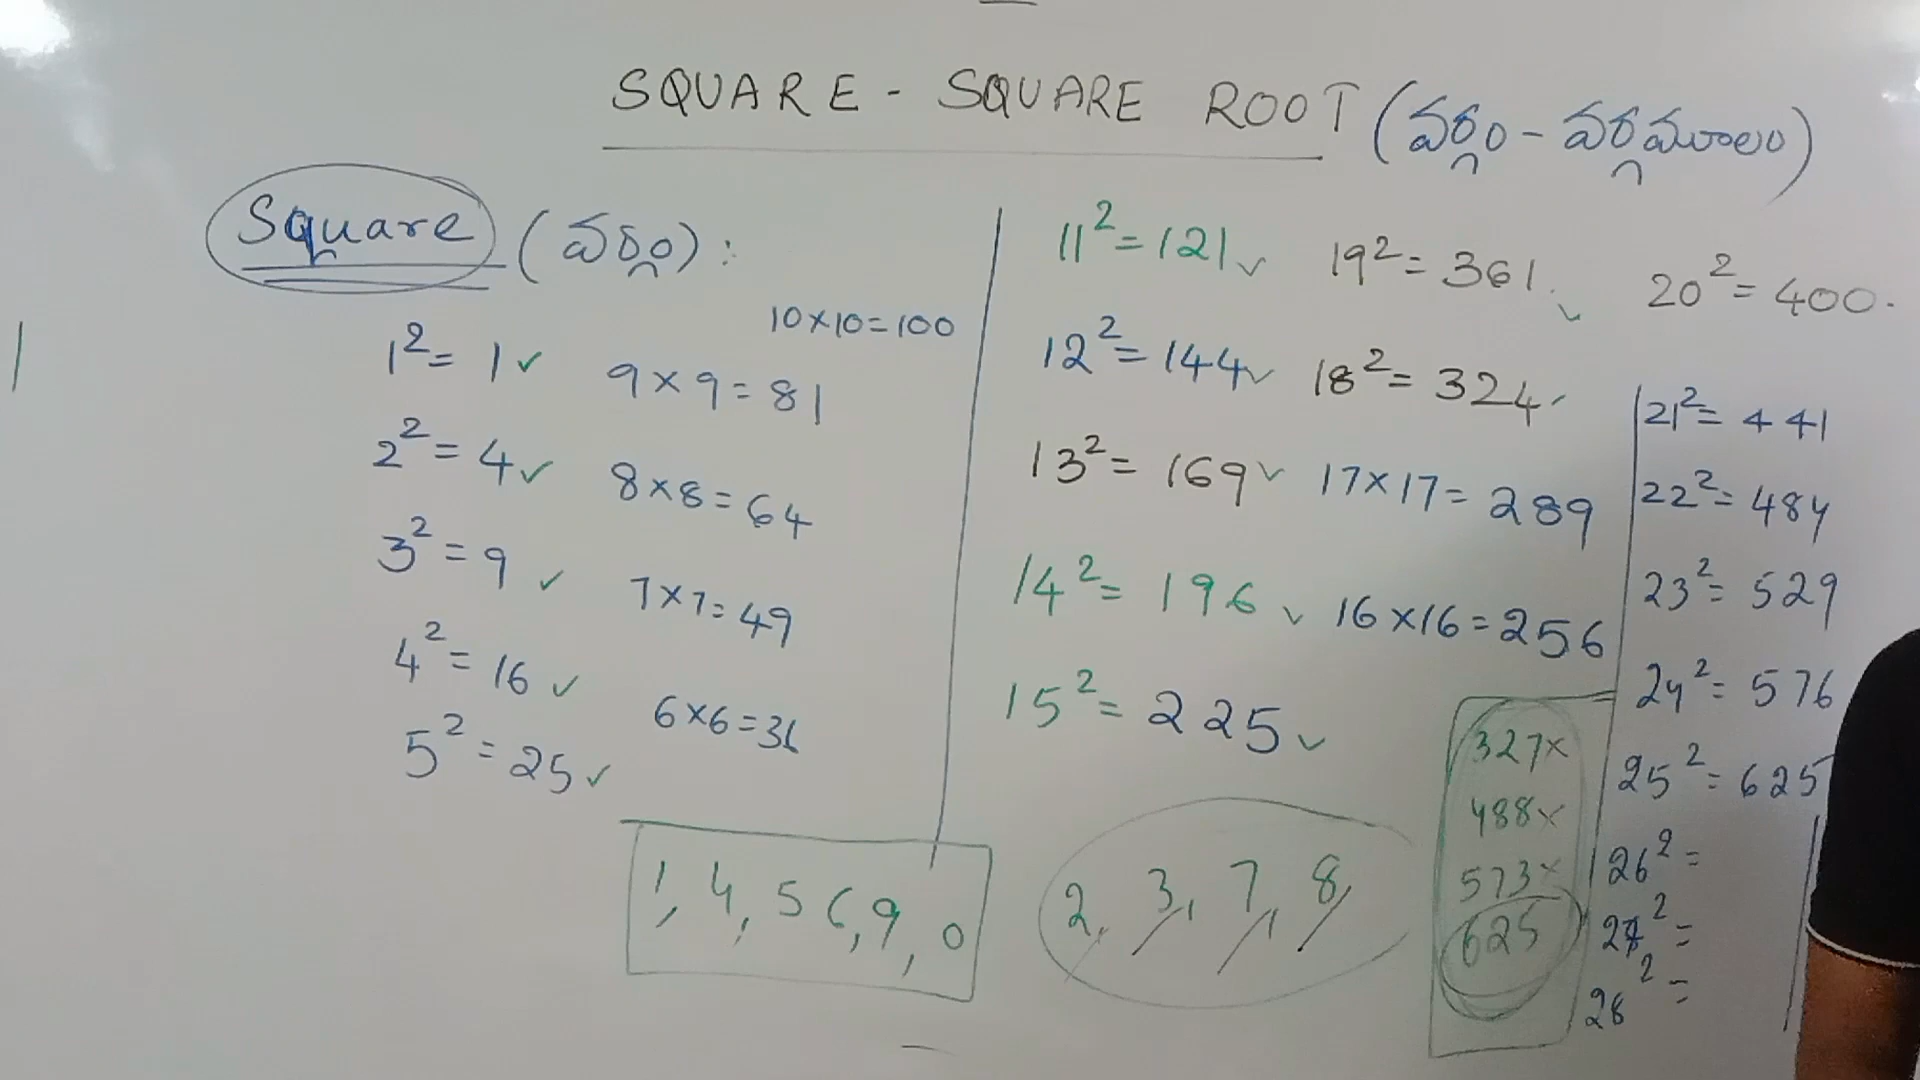 SQUARE - SQUARE ROOT (వర్గం - వర్గమూలం)
Square (వర్గం) :
1² = 1 ✓
2² = 4 ✓
3² = 9 ✓
4² = 16 ✓
5² = 25 ✓
10×10=100
9×9=81
8×8=64
7×7=49
6×6=36
1, 4, 5 6, 9, 0
11² = 121 ✓
12² = 144 ✓
13² = 169 ✓
14² = 196 ✓
15² = 225 ✓
19² = 361 ✓
18² = 324 ✓
17×17=289
16×16=256
2, 3, 7, 8,
327×
488×
573×
625
20² = 400.
21² = 441
22² = 484
23² = 529
24² = 576
25² = 625
26² =
27² =
28² =